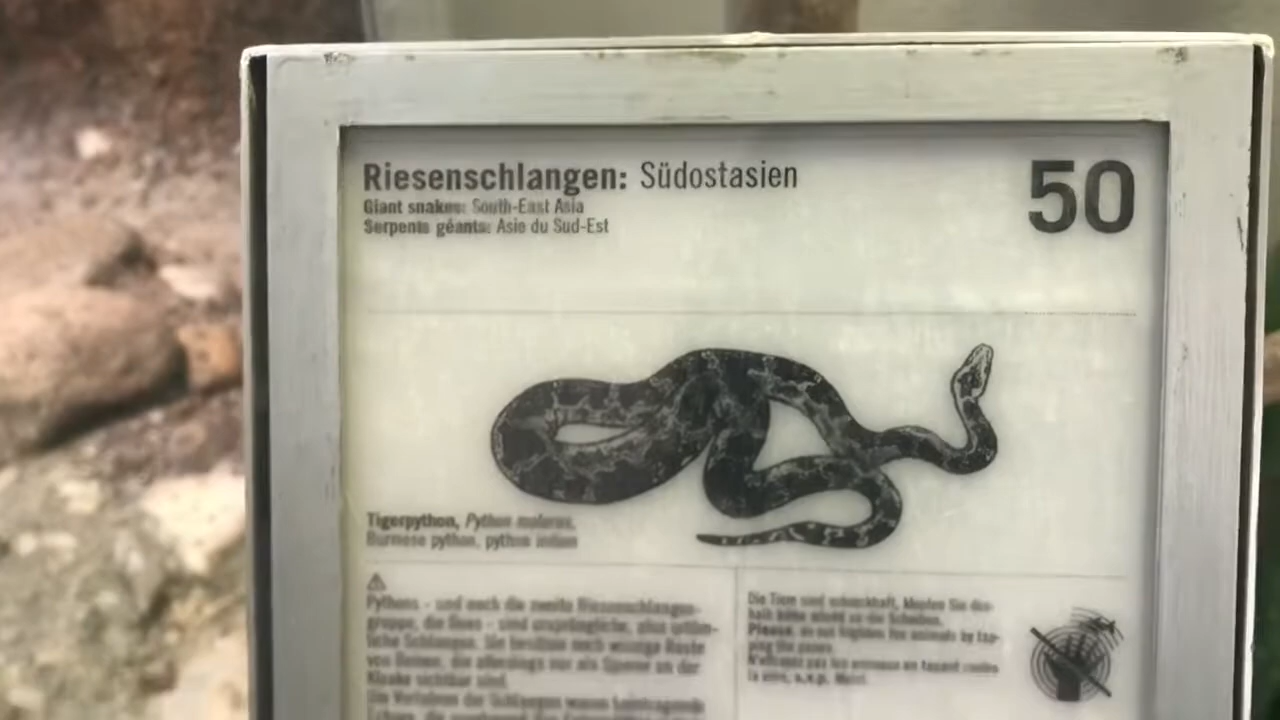 Riesenschlangen: Südostasien
50
Giant snakes: South-East Asia
Serpents géants: Asie du Sud-Est
Tigerpython, Python molurus,
Burmese python, python indien
Pythons - und auch die zweite Riesenschlangen-
gruppe, die Boas - sind ursprüngliche, also
Schlangen. Sie besitzen noch winzige Reste
von Beinen, die allerdings nur als Sporne an der
Kloake sichtbar sind.
Die Tiere sind schreckhaft, klopfen Sie des-
halb bitte nicht an die Scheiben.
Please, do not frighten the animals by tap-
ping the panes.
N'effrayez pas les animaux en tapant contre
la vitre, s.v.p. Merci.